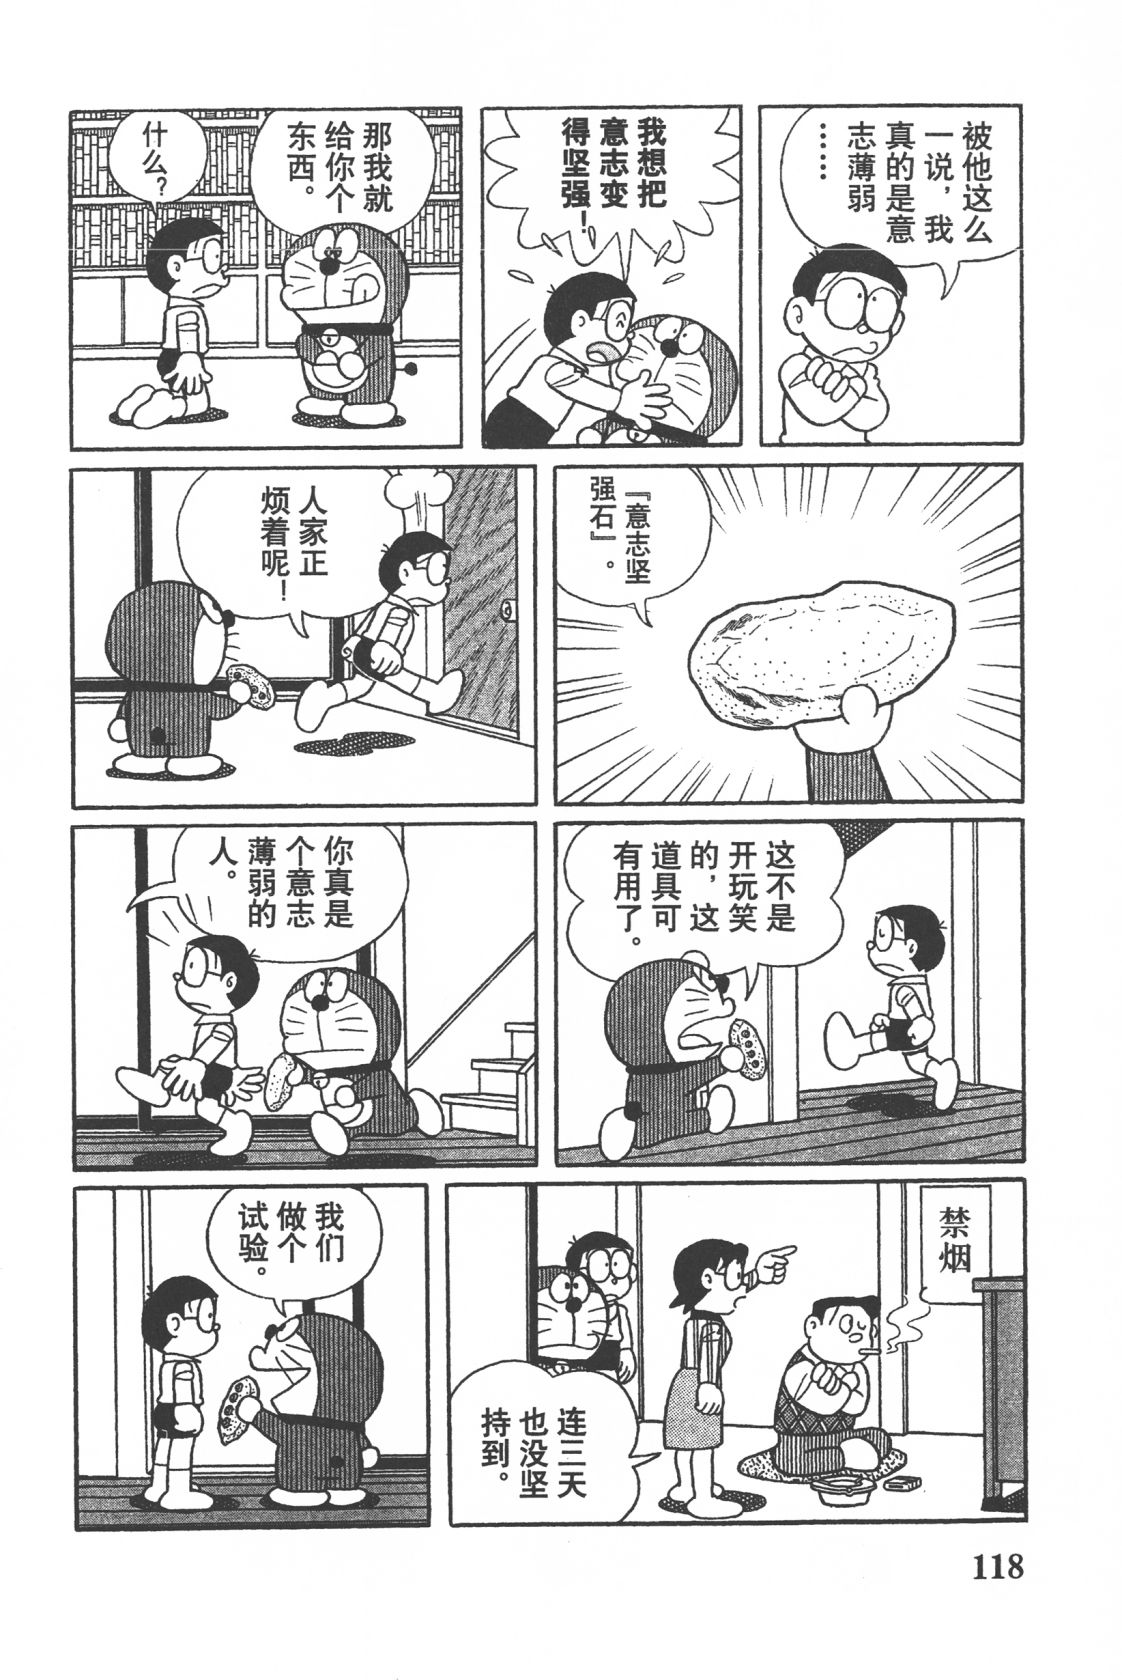 被他这么
一说，我
真的是意
志薄弱
……
我想把
意志变
得坚强！
那我就
给你个
东西。
什么？
『意志坚
强石』。
人家正
烦着呢！
这不是
开玩笑
的，这
道具可
有用了。
你真是
个意志
薄弱的
人。
禁烟
连三天
也没坚
持到。
我们
做个
试验。
118